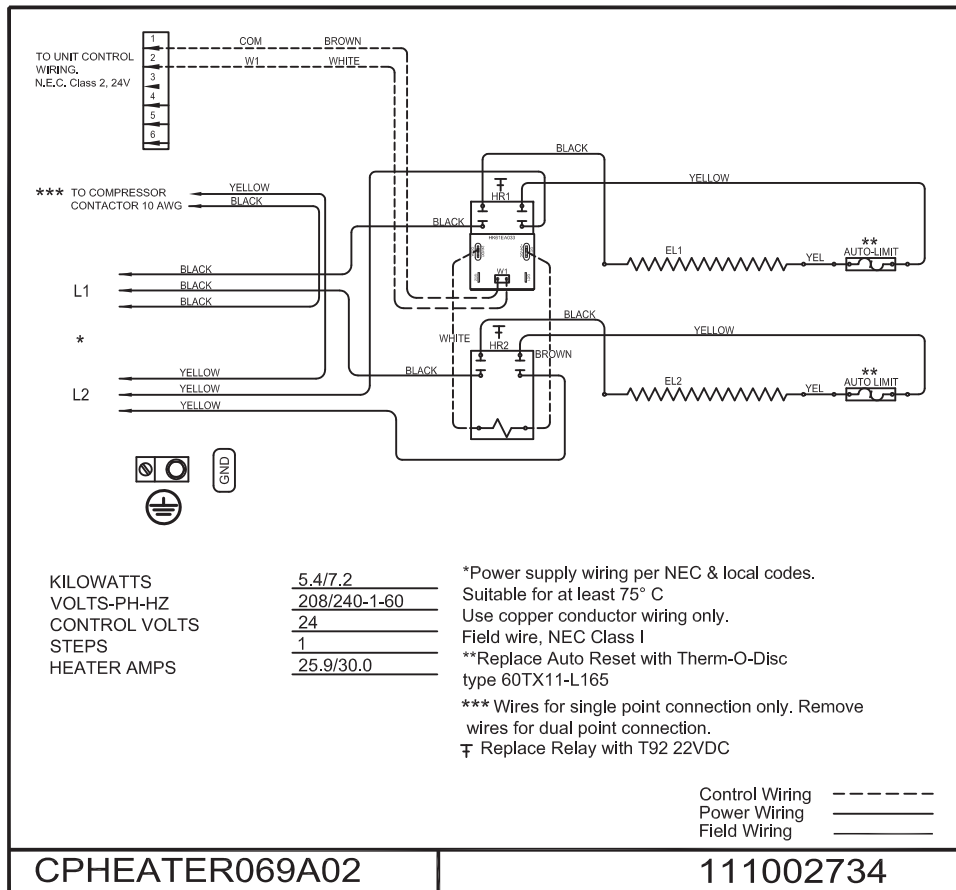 1
2
3
4
5
6
TO UNIT CONTROL
WIRING.
N.E.C. Class 2, 24V
COM BROWN
W1 WHITE
*** TO COMPRESSOR
CONTACTOR 10 AWG
YELLOW
BLACK
BLACK
YELLOW
HR1
BLACK
HR61EA033
W1
EL1
YEL
**
AUTO-LIMIT
L1
BLACK
BLACK
BLACK
*
L2
YELLOW
YELLOW
YELLOW
WHITE
BLACK
HR2
BROWN
YELLOW
BLACK
EL2
YEL
**
AUTO LIMIT
GND
KILOWATTS 5.4/7.2
VOLTS-PH-HZ 208/240-1-60
CONTROL VOLTS 24
STEPS 1
HEATER AMPS 25.9/30.0
*Power supply wiring per NEC & local codes.
Suitable for at least 75° C
Use copper conductor wiring only.
Field wire, NEC Class I
**Replace Auto Reset with Therm-O-Disc
type 60TX11-L165
*** Wires for single point connection only. Remove
wires for dual point connection.
Replace Relay with T92 22VDC
Control Wiring
Power Wiring
Field Wiring
CPHEATER069A02
111002734